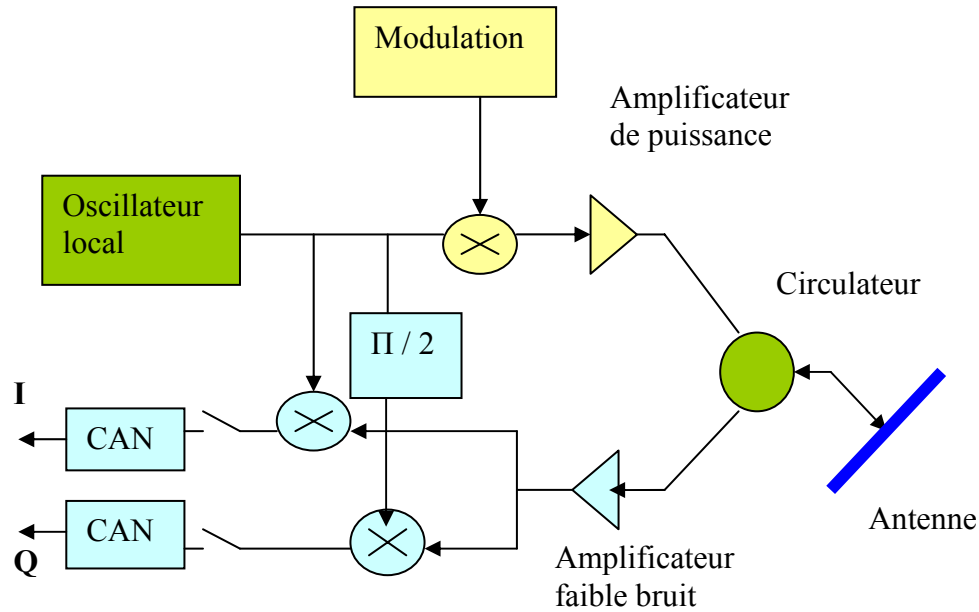 Modulation
Amplificateur
de puissance
Oscillateur
local
Circulateur
Π / 2
I
CAN
CAN
Q
Antenne
Amplificateur
faible bruit